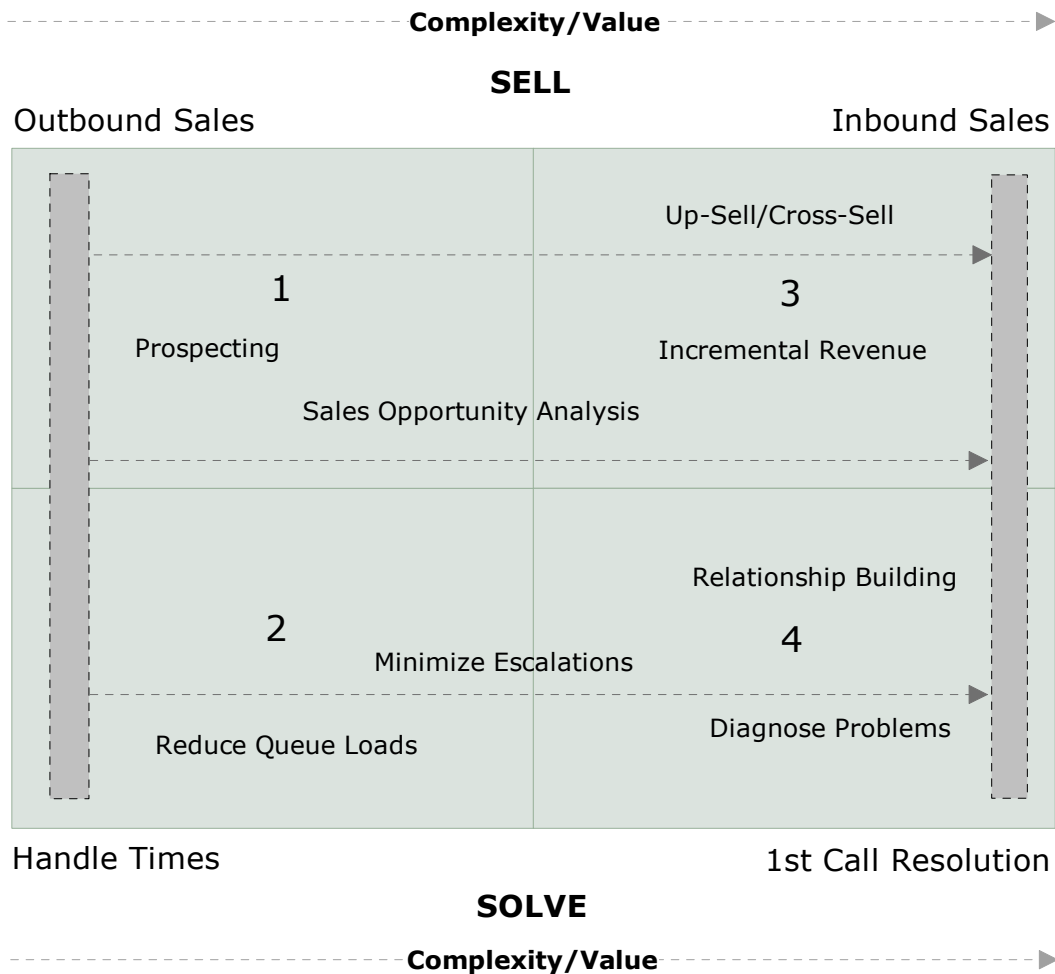 Complexity/Value
SELL
Outbound Sales
Inbound Sales
Up-Sell/Cross-Sell
1
3
Prospecting
Incremental Revenue
Sales Opportunity Analysis
Relationship Building
2
4
Minimize Escalations
Diagnose Problems
Reduce Queue Loads
Handle Times
1st Call Resolution
SOLVE
Complexity/Value